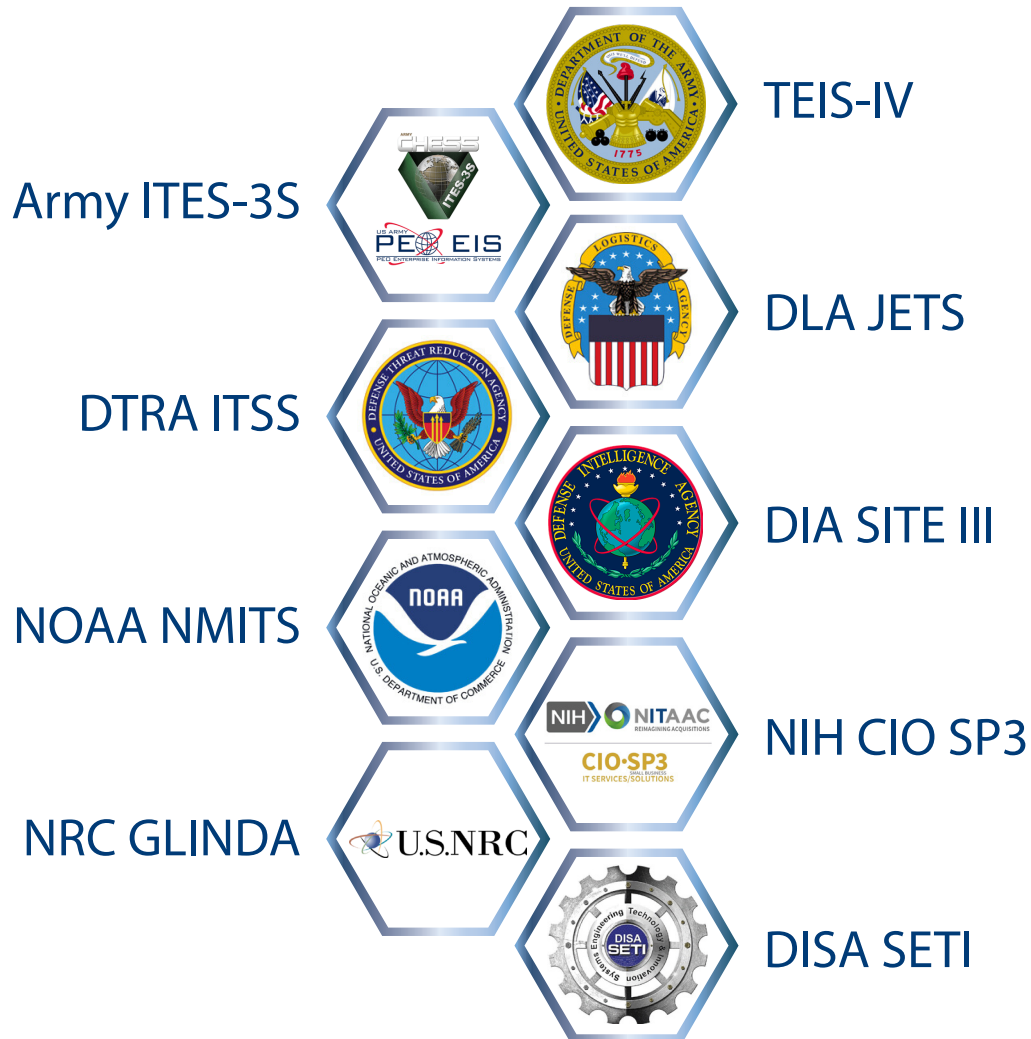 DEPARTMENT OF THE ARMY
THIS WE'LL DEFEND
1775
UNITED STATES OF AMERICA
TEIS-IV
Army ITES-3S
ARMY
CHESS
ITES-3S
US ARMY
PEO EIS
PEO ENTERPRISE INFORMATION SYSTEMS
DEFENSE LOGISTICS AGENCY
DLA JETS
DTRA ITSS
DEFENSE THREAT REDUCTION AGENCY
UNITED STATES OF AMERICA
DEFENSE INTELLIGENCE AGENCY
UNITED STATES OF AMERICA
DIA SITE III
NOAA NMITS
NATIONAL OCEANIC AND ATMOSPHERIC ADMINISTRATION
NOAA
U.S. DEPARTMENT OF COMMERCE
NIH NITAAC
REIMAGINING ACQUISITIONS
CIO•SP3
SMALL BUSINESS
IT SERVICES/SOLUTIONS
NIH CIO SP3
NRC GLINDA
U.S.NRC
Systems Engineering Technology & Innovation
DISA
SETI
DISA SETI